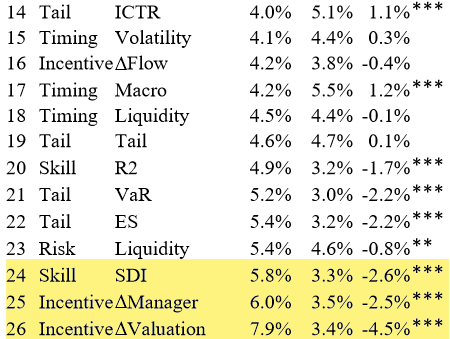 14 Tail ICTR 4.0% 5.1% 1.1%***
15 Timing Volatility 4.1% 4.4% 0.3%
16 Incentive ΔFlow 4.2% 3.8% -0.4%
17 Timing Macro 4.2% 5.5% 1.2%***
18 Timing Liquidity 4.5% 4.4% -0.1%
19 Tail Tail 4.6% 4.7% 0.1%
20 Skill R2 4.9% 3.2% -1.7%***
21 Tail VaR 5.2% 3.0% -2.2%***
22 Tail ES 5.4% 3.2% -2.2%***
23 Risk Liquidity 5.4% 4.6% -0.8%**
24 Skill SDI 5.8% 3.3% -2.6%***
25 Incentive ΔManager 6.0% 3.5% -2.5%***
26 Incentive ΔValuation 7.9% 3.4% -4.5%***